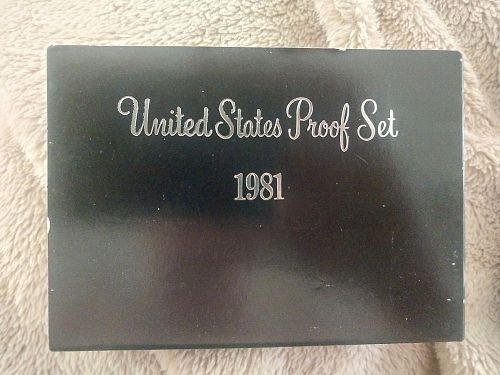 United States Proof Set
1981